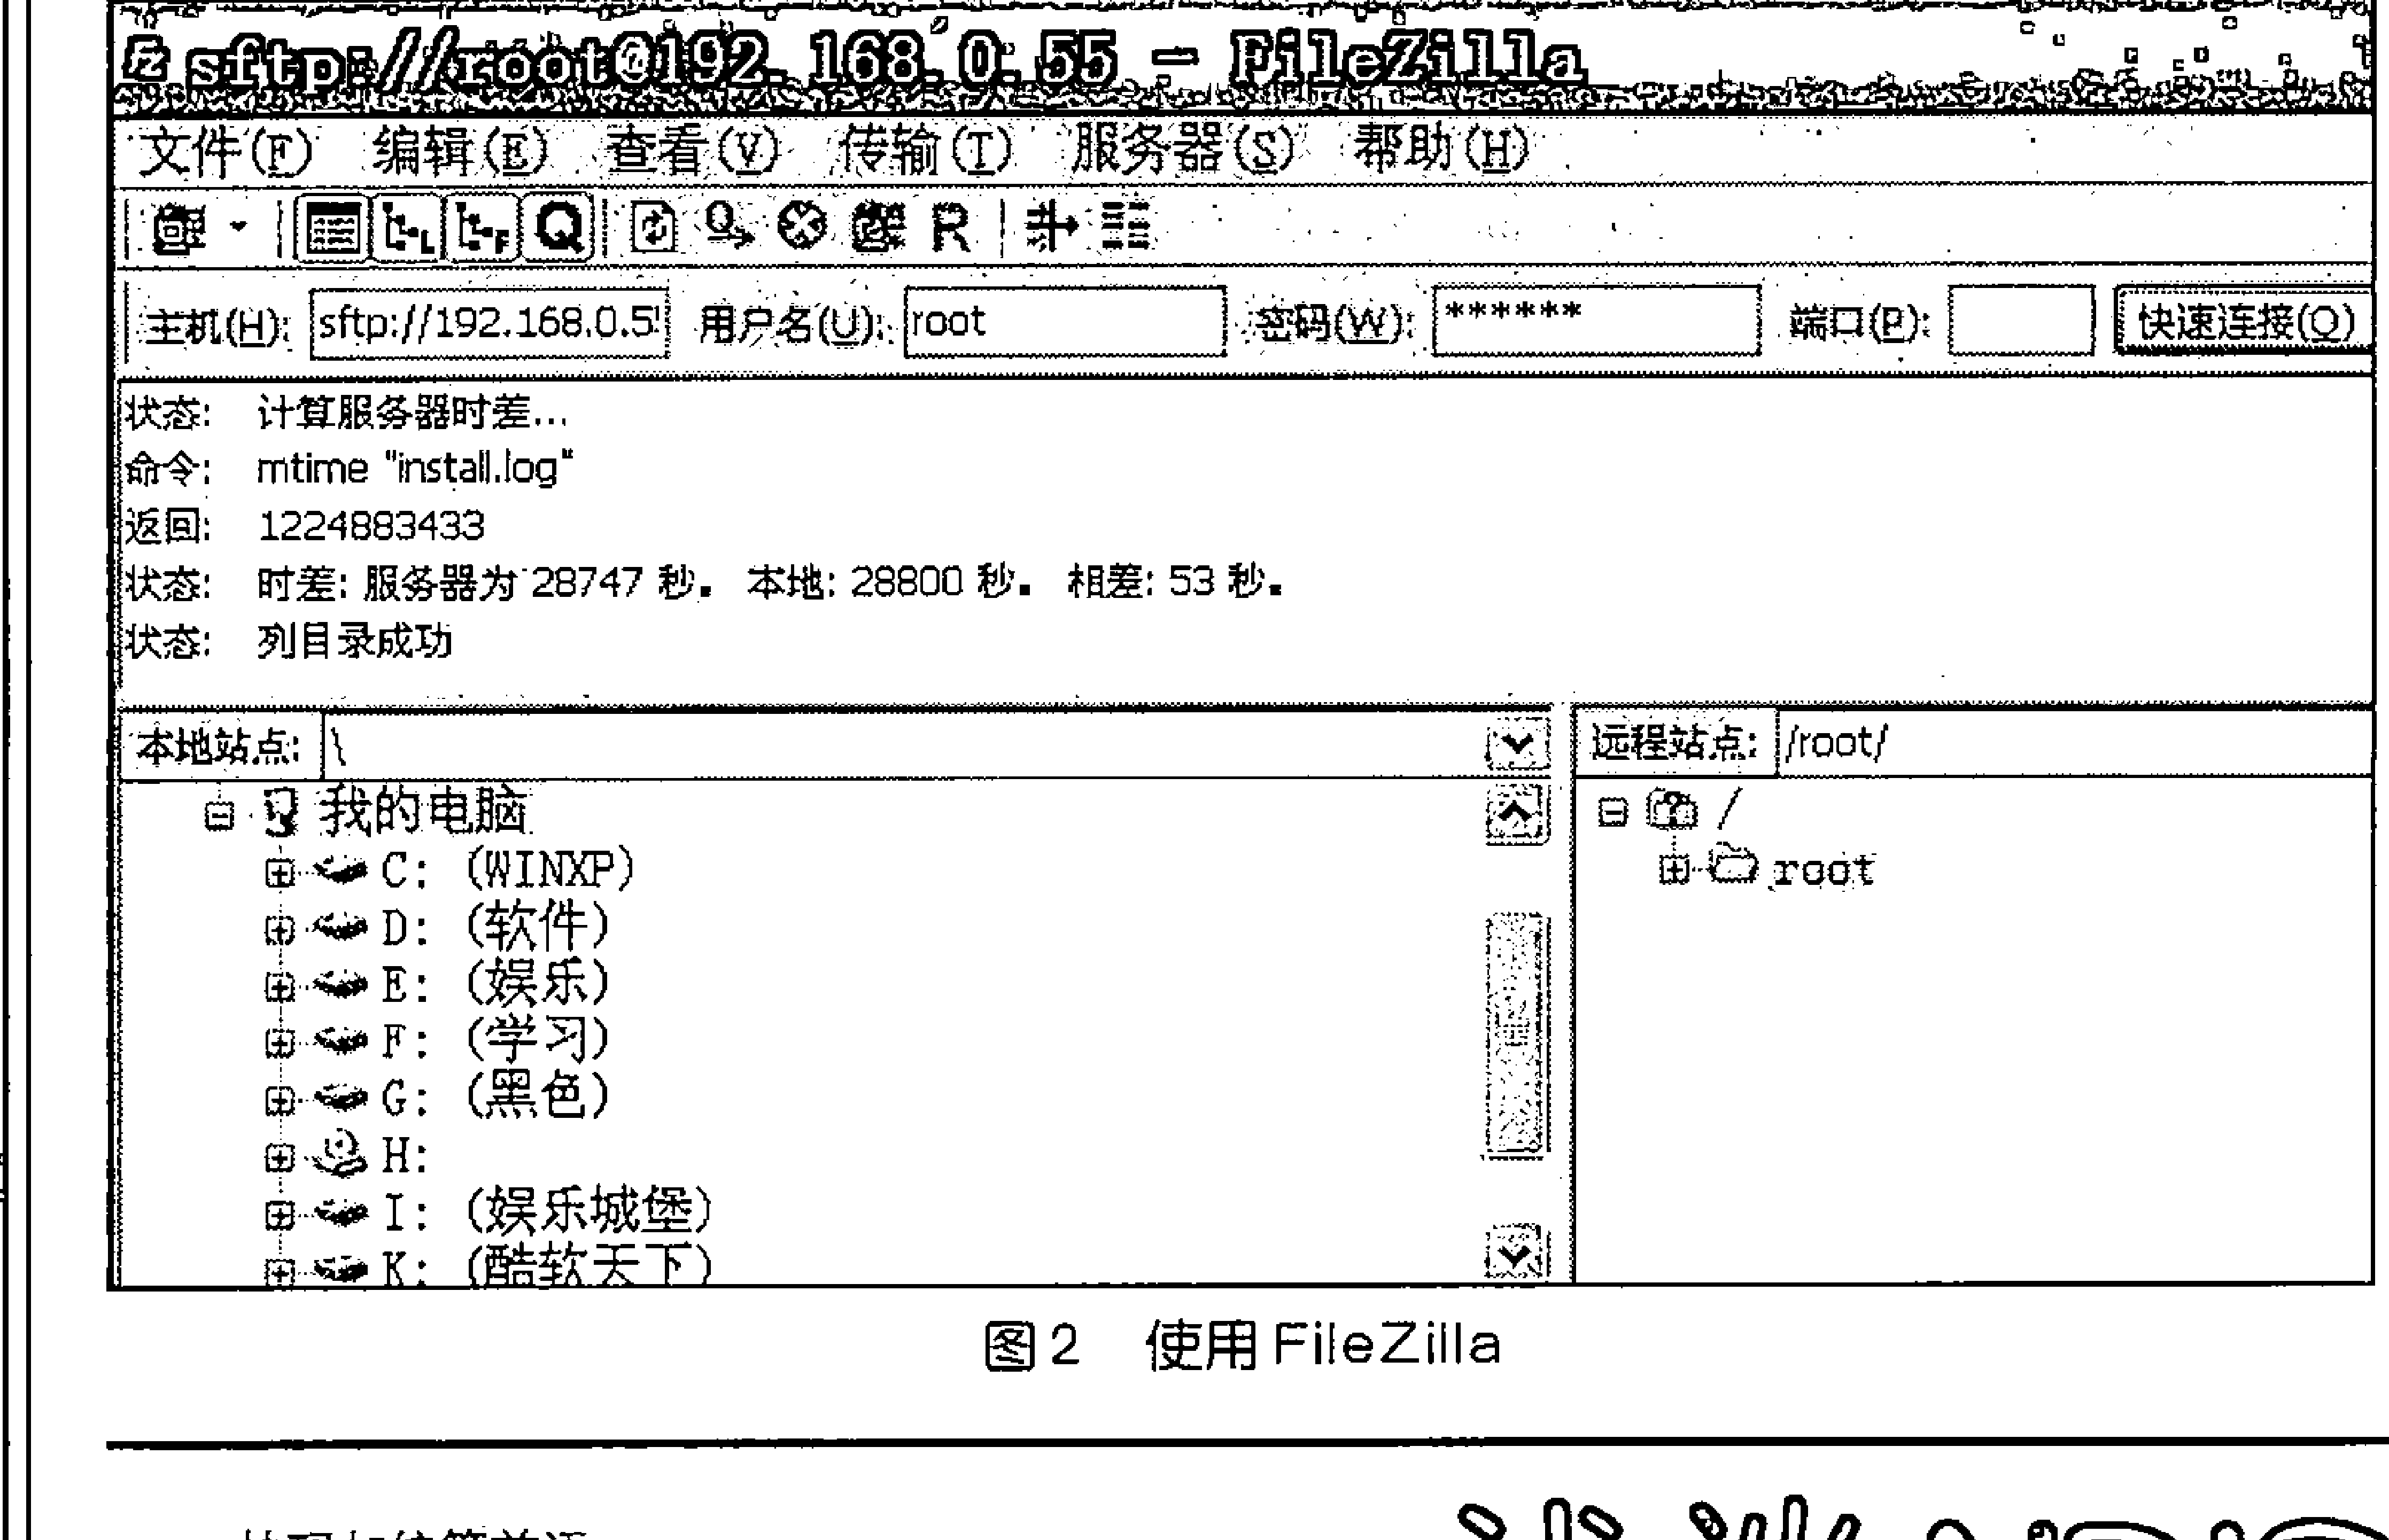 sftp://root@192.168.0.55 - FileZilla
文件(F) 编辑(E) 查看(V) 传输(T) 服务器(S) 帮助(H)
主机(H): sftp://192.168.0.5 用户名(U): root 密码(W): ****** 端口(P): 快速连接(Q)
状态: 计算服务器时差...
命令: mtime "install.log"
返回: 1224883433
状态: 时差: 服务器为 28747 秒。 本地: 28800 秒。 相差: 53 秒。
状态: 列目录成功
本地站点: \
远程站点: /root/
我的电脑
C: (WINXP)
D: (软件)
E: (娱乐)
F: (学习)
G: (黑色)
H:
I: (娱乐城堡)
K: (酷软天下)
/
root
图2 使用FileZilla